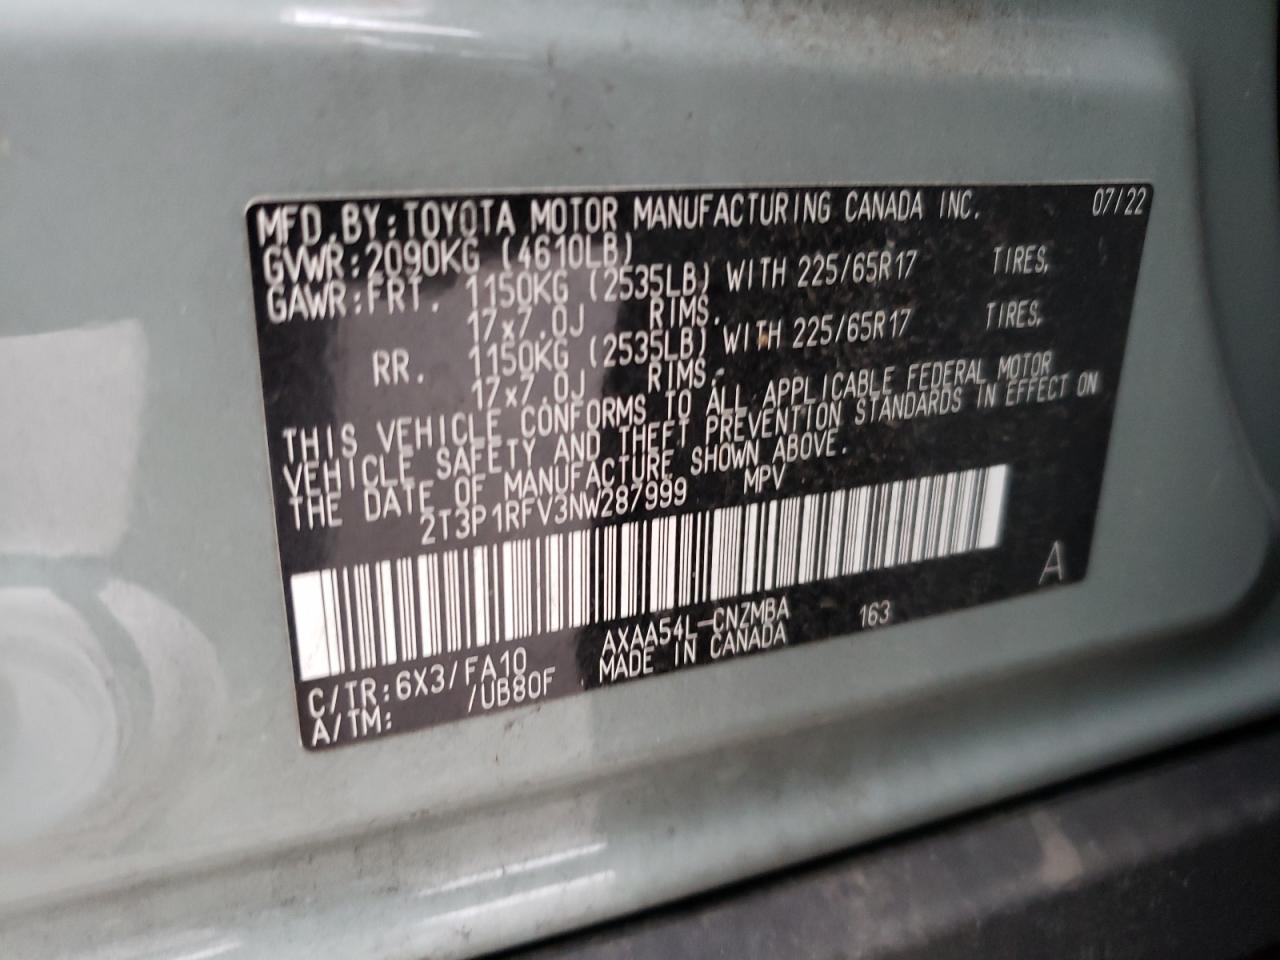 MFD.BY:TOYOTA MOTOR MANUFACTURING CANADA INC. 07/22
GVWR:2090KG (4610LB)
GAWR:FRT. 1150KG (2535LB) WITH 225/65R17 TIRES,
17x7.0J RIMS.
RR. 1150KG (2535LB) WITH 225/65R17 TIRES,
17x7.0J RIMS.
THIS VEHICLE CONFORMS TO ALL APPLICABLE FEDERAL MOTOR
VEHICLE SAFETY AND THEFT PREVENTION STANDARDS IN EFFECT ON
THE DATE OF MANUFACTURE SHOWN ABOVE.
2T3P1RFV3NW287999 MPV
A
C/TR:6X3/FA10 AXAA54L-CNZMBA 163
A/TM: /UB80F MADE IN CANADA